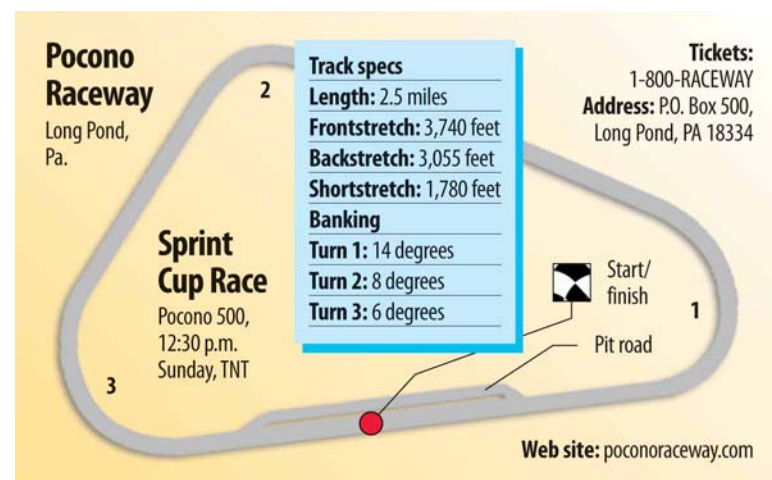 Pocono
Raceway
Long Pond,
Pa.
2
Track specs
Length: 2.5 miles
Frontstretch: 3,740 feet
Backstretch: 3,055 feet
Shortstretch: 1,780 feet
Banking
Turn 1: 14 degrees
Turn 2: 8 degrees
Turn 3: 6 degrees
Tickets:
1-800-RACEWAY
Address: P.O. Box 500,
Long Pond, PA 18334
Sprint
Cup Race
Pocono 500,
12:30 p.m.
Sunday, TNT
Start/
finish
1
Pit road
3
Web site: poconoraceway.com